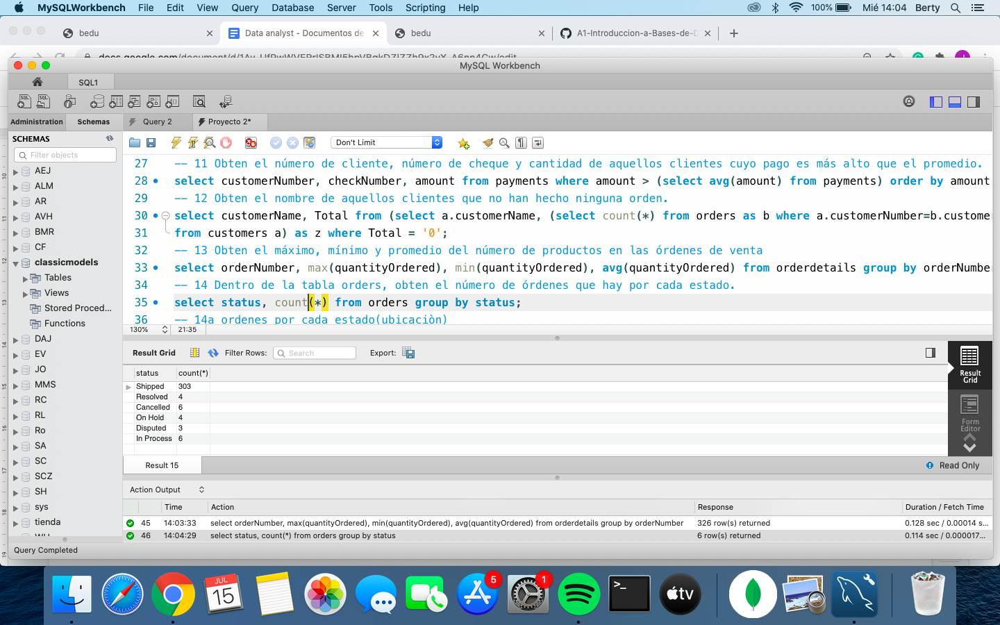 MySQLWorkbench File Edit View Query Database Server Tools Scripting Help 100% Mié 14:04 Berty
bedu Data analyst - Documentos de bedu A1-Introduccion-a-Bases-de-D
MySQL Workbench
SQL1
Administration Schemas Query 2 Proyecto 2*
SCHEMAS
Filter objects
Don't Limit
AEJ
ALM
AR
AVH
BMR
CF
classicmodels
Tables
Views
Stored Proced...
Functions
DAJ
EV
JO
MMS
RC
RL
Ro
SA
SC
SCZ
SH
sys
tienda
27 -- 11 Obten el número de cliente, número de cheque y cantidad de aquellos clientes cuyo pago es más alto que el promedio.
28 select customerNumber, checkNumber, amount from payments where amount > (select avg(amount) from payments) order by amount
29 -- 12 Obten el nombre de aquellos clientes que no han hecho ninguna orden.
30 select customerName, Total from (select a.customerName, (select count(*) from orders as b where a.customerNumber=b.custome
31 from customers a) as z where Total = '0';
32 -- 13 Obten el máximo, mínimo y promedio del número de productos en las órdenes de venta
33 select orderNumber, max(quantityOrdered), min(quantityOrdered), avg(quantityOrdered) from orderdetails group by orderNumbe
34 -- 14 Dentro de la tabla orders, obten el número de órdenes que hay por cada estado.
35 select status, count(*) from orders group by status;
36 -- 14a ordenes por cada estado(ubicaciòn)
130% 21:35
Result Grid Filter Rows: Search Export:
status count(*)
Shipped 303
Resolved 4
Cancelled 6
On Hold 4
Disputed 3
In Process 6
Result Grid
Form Editor
Result 15 Read Only
Action Output
Time Action Response Duration / Fetch Time
45 14:03:33 select orderNumber, max(quantityOrdered), min(quantityOrdered), avg(quantityOrdered) from orderdetails group by orderNumber 326 row(s) returned 0.128 sec / 0.00014 s...
46 14:04:29 select status, count(*) from orders group by status 6 row(s) returned 0.114 sec / 0.000017...
Query Completed
JUL
15
5
1
>_
tv